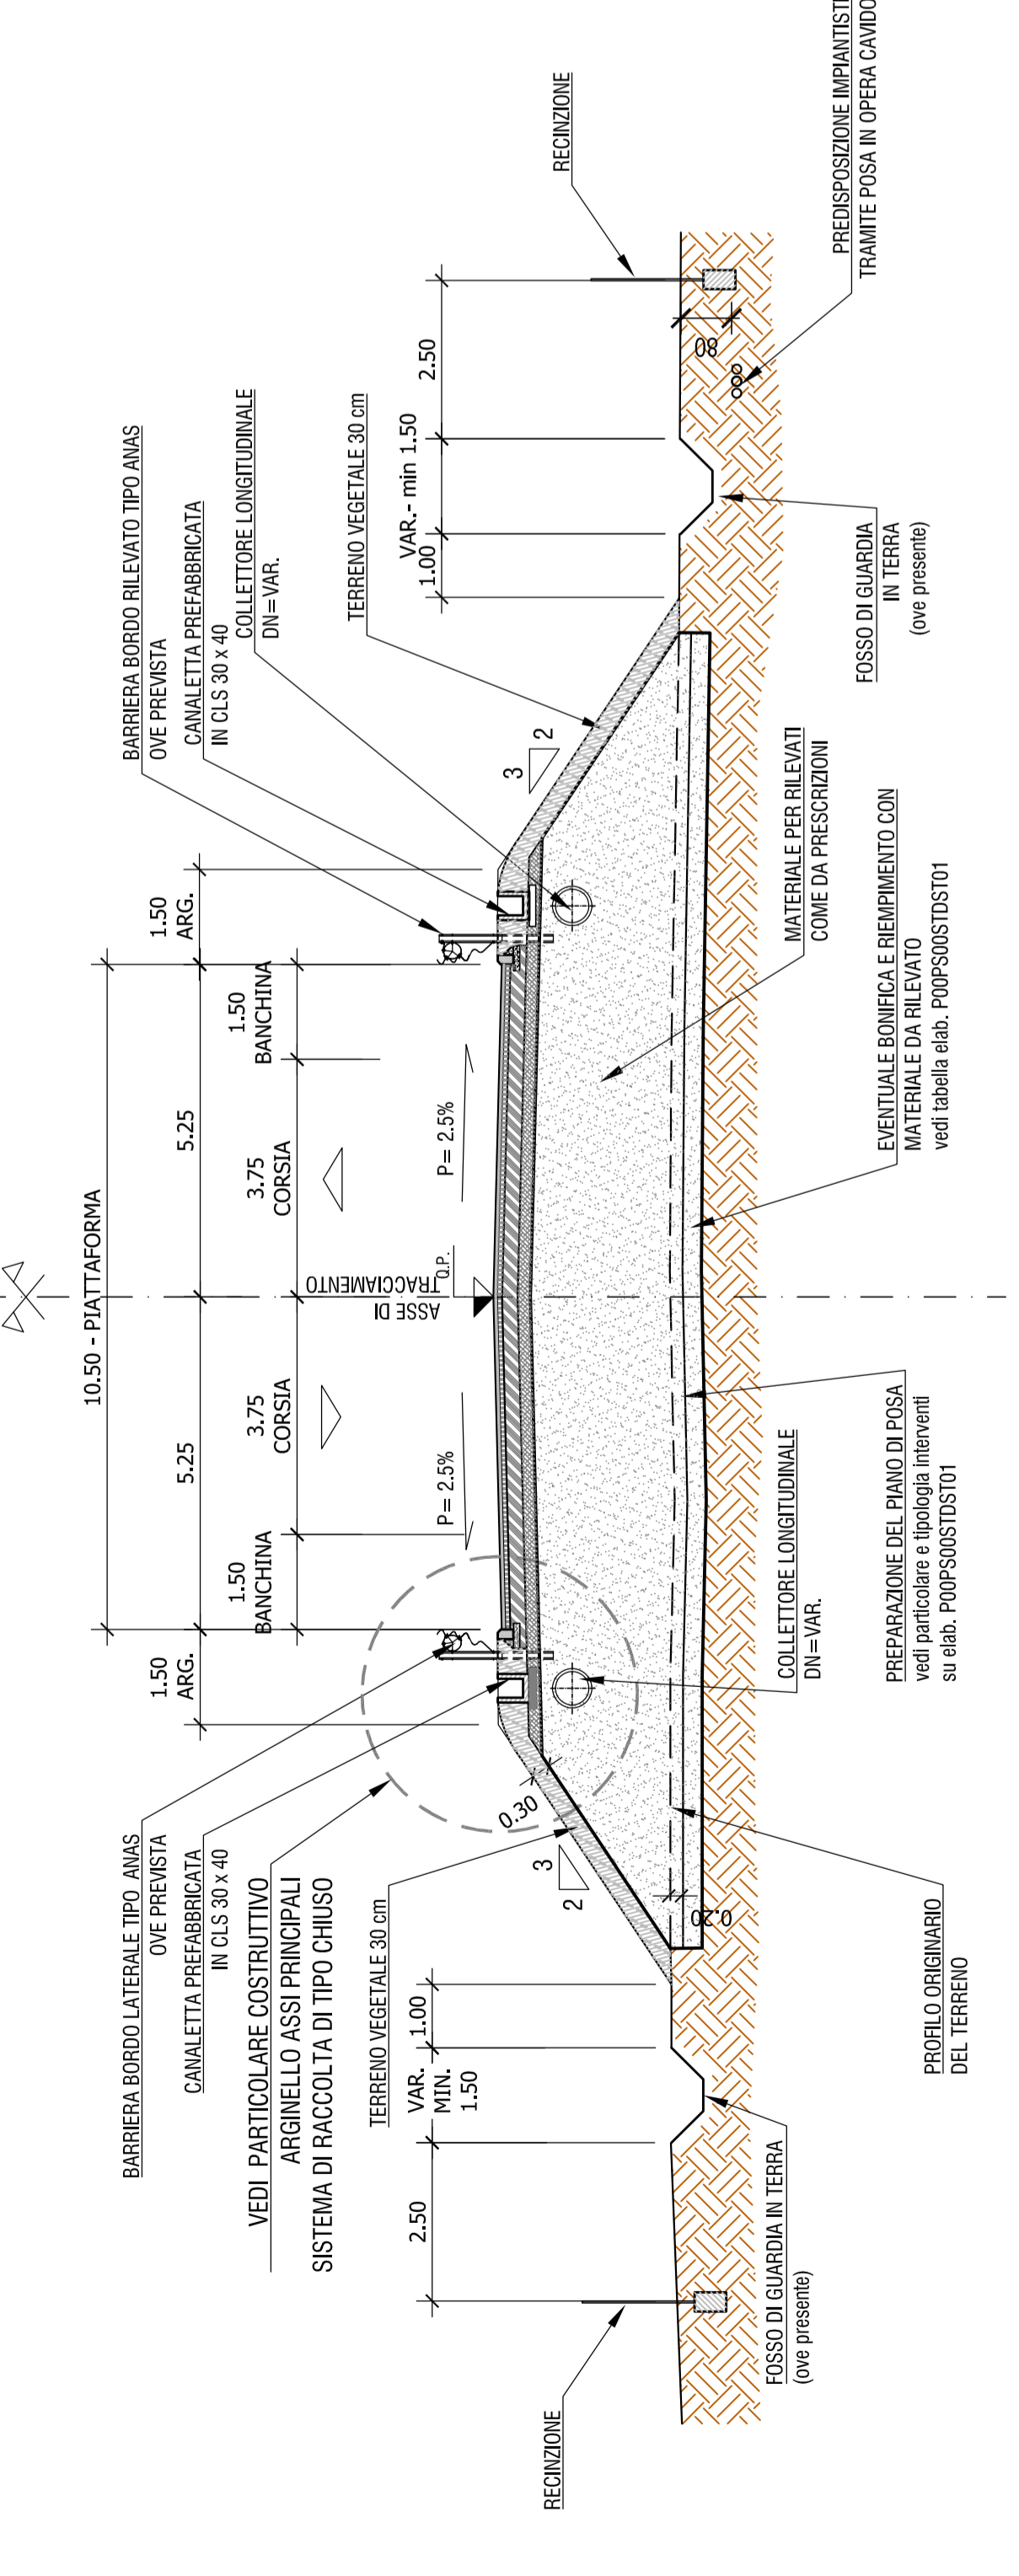 10.50 - PIATTAFORMA
1.50
ARG.
5.25
5.25
1.50
ARG.
1.50
BANCHINA
3.75
CORSIA
3.75
CORSIA
1.50
BANCHINA
P= 2.5%
P= 2.5%
ASSE DI
TRACCIAMENTO
Q.P.
BARRIERA BORDO LATERALE TIPO ANAS
OVE PREVISTA
CANALETTA PREFABBRICATA
IN CLS 30 x 40
VEDI PARTICOLARE COSTRUTTIVO
ARGINELLO ASSI PRINCIPALI
SISTEMA DI RACCOLTA DI TIPO CHIUSO
TERRENO VEGETALE 30 cm
2.50
VAR.
MIN.
1.50
1.00
RECINZIONE
3
2
0.30
0.20
FOSSO DI GUARDIA IN TERRA
(ove presente)
PROFILO ORIGINARIO
DEL TERRENO
COLLETTORE LONGITUDINALE
DN=VAR.
PREPARAZIONE DEL PIANO DI POSA
vedi particolare e tipologia interventi
su elab. P00PS00STDST01
BARRIERA BORDO RILEVATO TIPO ANAS
OVE PREVISTA
CANALETTA PREFABBRICATA
IN CLS 30 x 40
COLLETTORE LONGITUDINALE
DN=VAR.
TERRENO VEGETALE 30 cm
3
2
1.00
VAR.- min 1.50
2.50
RECINZIONE
80
MATERIALE PER RILEVATI
COME DA PRESCRIZIONI
EVENTUALE BONIFICA E RIEMPIMENTO CON
MATERIALE DA RILEVATO
vedi tabella elab. P00PS00STDST01
FOSSO DI GUARDIA
IN TERRA
(ove presente)
PREDISPOSIZIONE
TRAMITE POSA IN OPERA